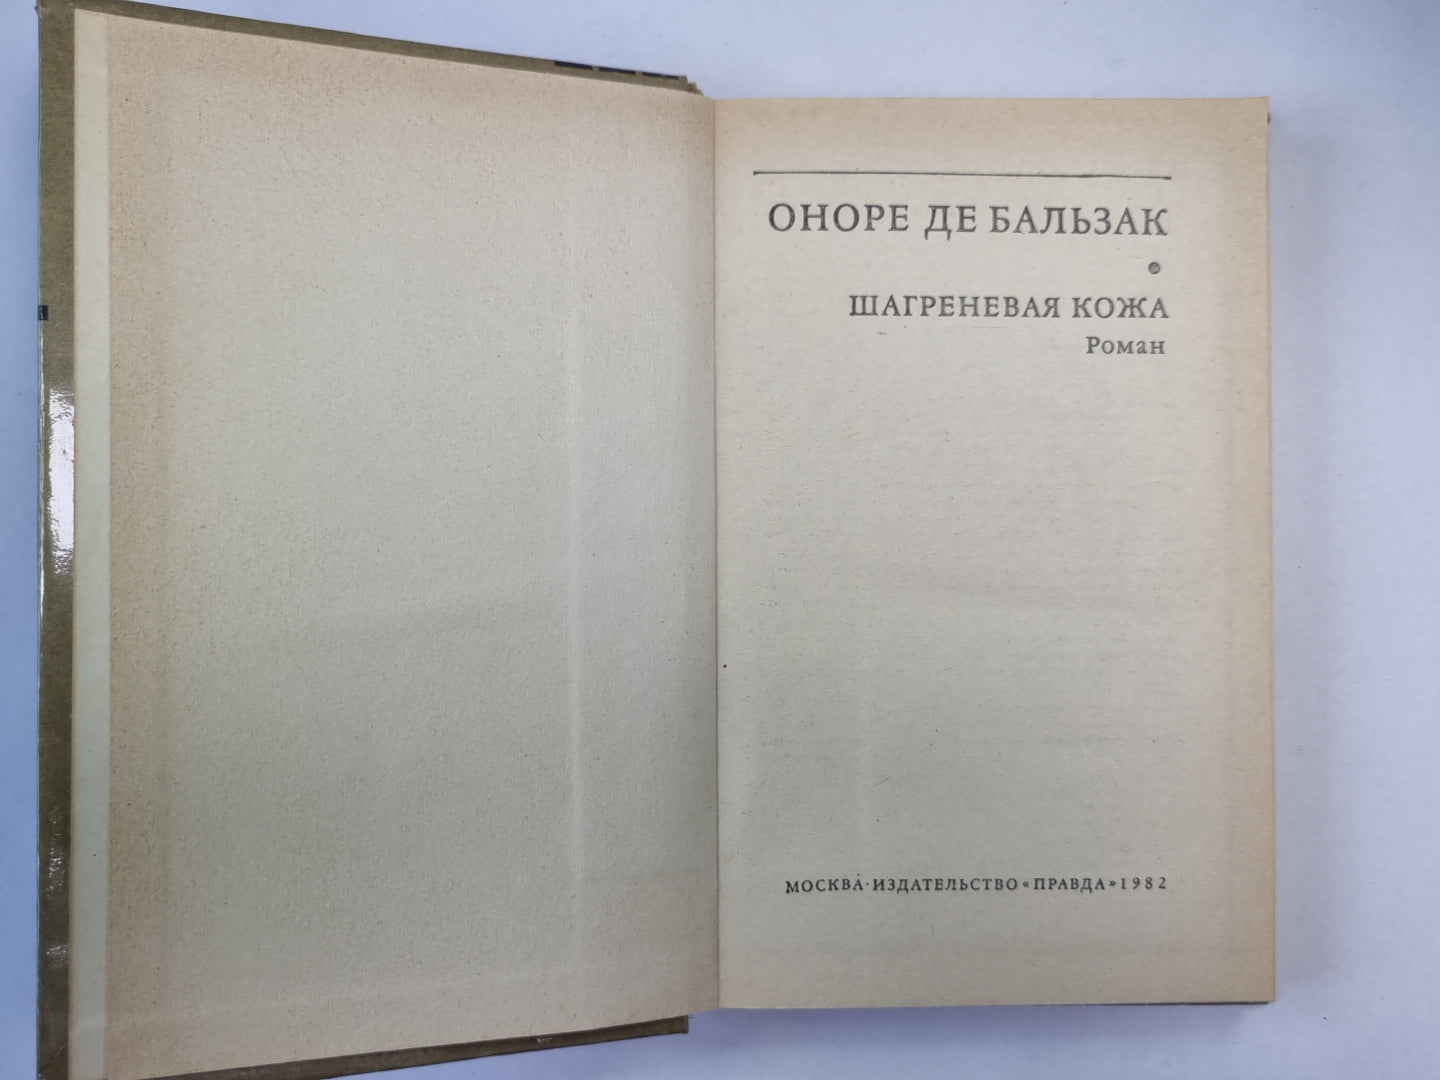 ОНОРЕ ДЕ БАЛЬЗАК
ШАГРЕНЕВАЯ КОЖА
Роман
МОСКВА·ИЗДАТЕЛЬСТВО «ПРАВДА» 1982